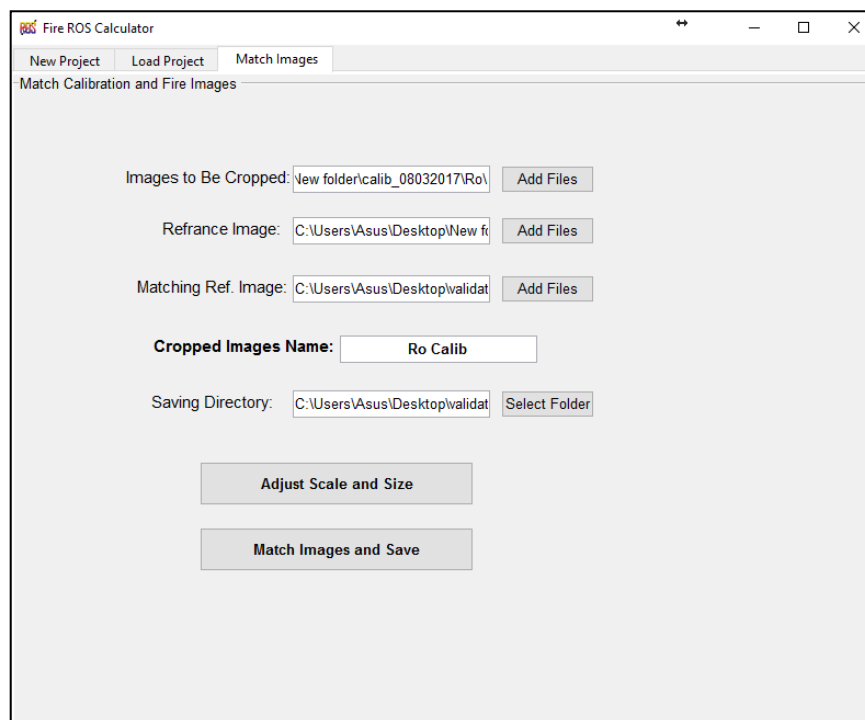 ROS Fire ROS Calculator
New Project Load Project Match Images
Match Calibration and Fire Images
Images to Be Cropped: New folder\calib_08032017\Ro\ Add Files
Refrance Image: C:\Users\Asus\Desktop\New fo Add Files
Matching Ref. Image: C:\Users\Asus\Desktop\validat Add Files
Cropped Images Name: Ro Calib
Saving Directory: C:\Users\Asus\Desktop\validat Select Folder
Adjust Scale and Size
Match Images and Save